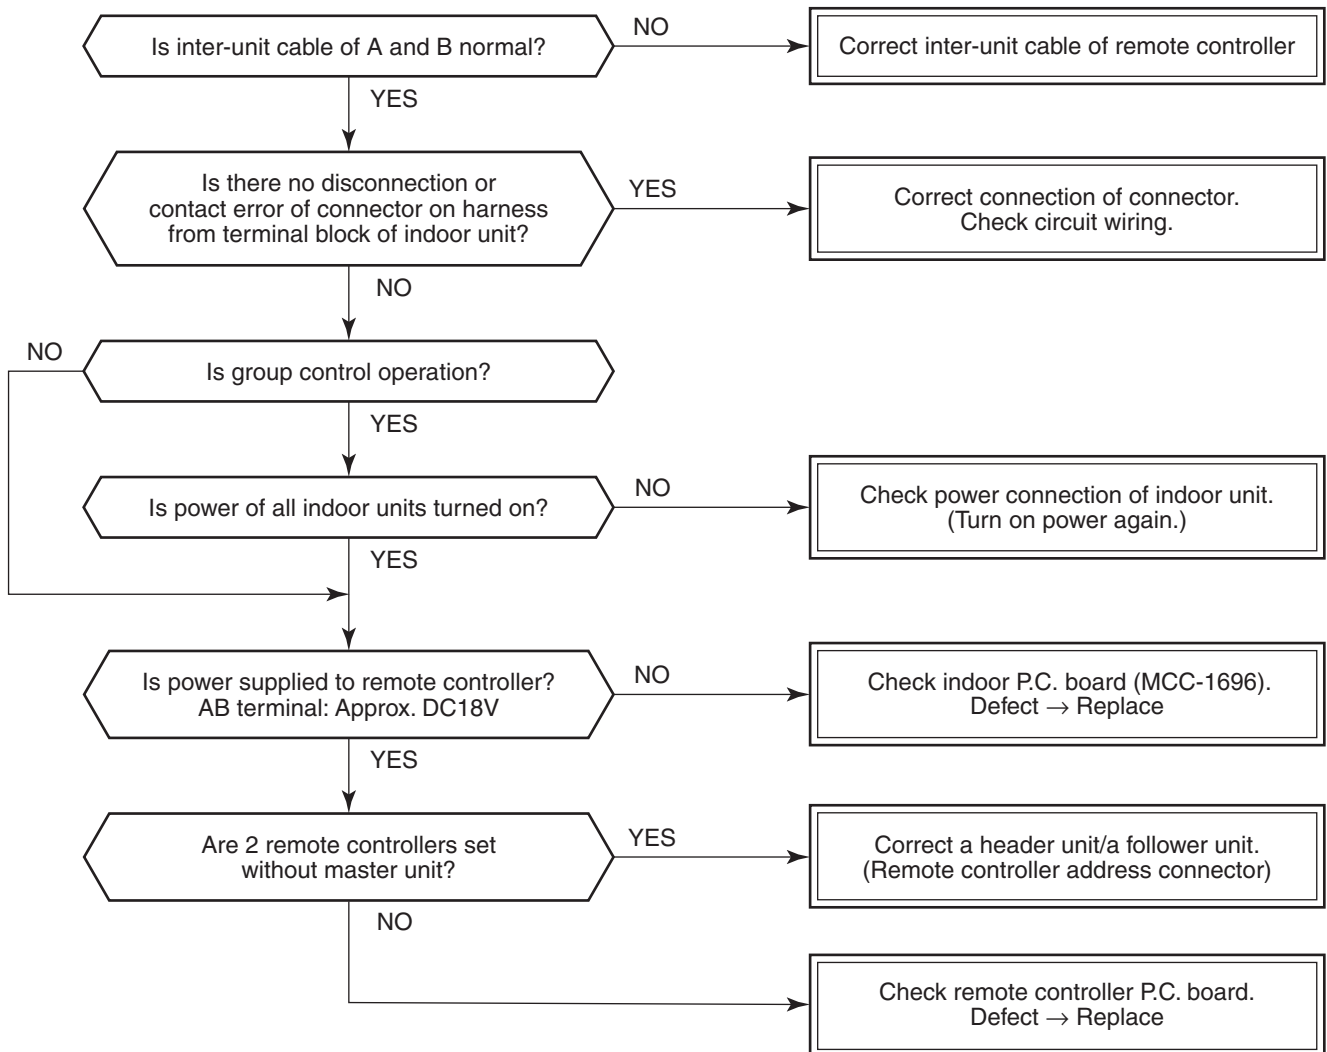 Is inter-unit cable of A and B normal?
NO
Correct inter-unit cable of remote controller
YES
Is there no disconnection or
contact error of connector on harness
from terminal block of indoor unit?
YES
Correct connection of connector.
Check circuit wiring.
NO
NO
Is group control operation?
YES
Is power of all indoor units turned on?
NO
Check power connection of indoor unit.
(Turn on power again.)
YES
Is power supplied to remote controller?
AB terminal: Approx. DC18V
NO
Check indoor P.C. board (MCC-1696).
Defect → Replace
YES
Are 2 remote controllers set
without master unit?
YES
Correct a header unit/a follower unit.
(Remote controller address connector)
NO
Check remote controller P.C. board.
Defect → Replace